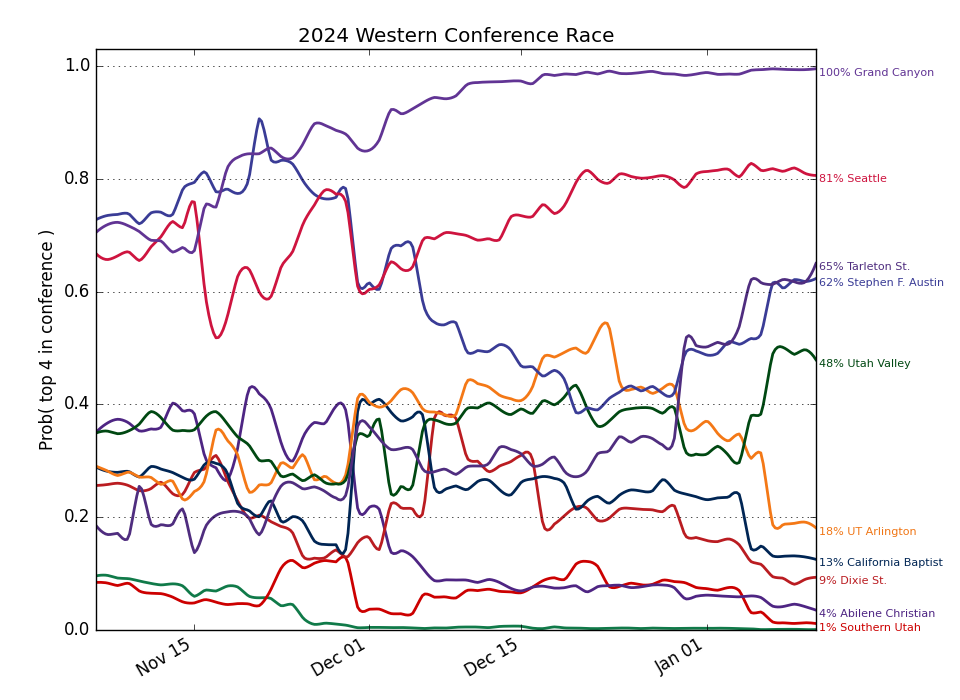 2024 Western Conference Race
Prob( top 4 in conference )
1.0
0.8
0.6
0.4
0.2
0.0
Nov 15
Dec 01
Dec 15
Jan 01
100% Grand Canyon
81% Seattle
65% Tarleton St.
62% Stephen F. Austin
48% Utah Valley
18% UT Arlington
13% California Baptist
9% Dixie St.
4% Abilene Christian
1% Southern Utah